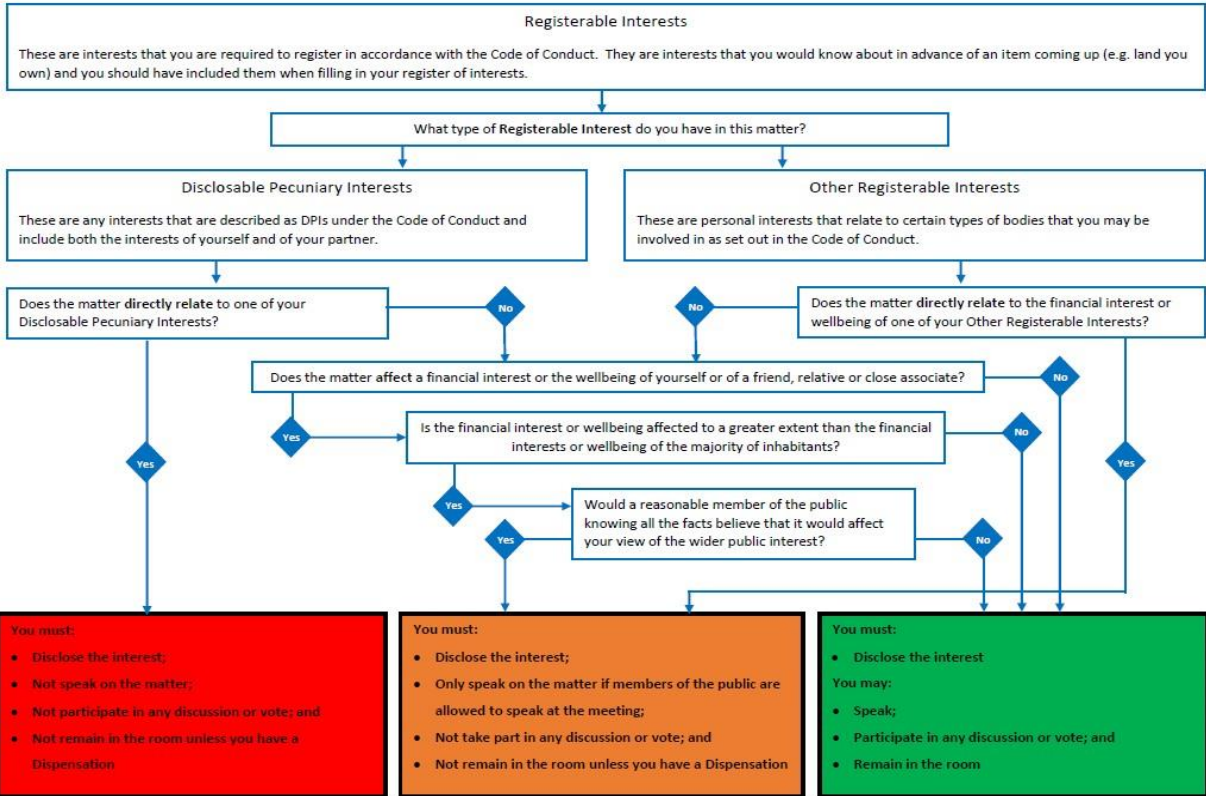 Registerable Interests
These are interests that you are required to register in accordance with the Code of Conduct. They are interests that you would know about in advance of an item coming up (e.g. land you
own) and you should have included them when filling in your register of interests.
What type of Registerable Interest do you have in this matter?
Disclosable Pecuniary Interests
These are any interests that are described as DPIs under the Code of Conduct and
include both the interests of yourself and of your partner.
Other Registerable Interests
These are personal interests that relate to certain types of bodies that you may be
involved in as set out in the Code of Conduct.
Does the matter directly relate to one of your
Disclosable Pecuniary Interests?
No
No
Does the matter directly relate to the financial interest or
wellbeing of one of your Other Registerable Interests?
Does the matter affect a financial interest or the wellbeing of yourself or of a friend, relative or close associate?
No
Yes
Is the financial interest or wellbeing affected to a greater extent than the financial
interests or wellbeing of the majority of inhabitants?
No
Yes
Yes
Yes
Would a reasonable member of the public
knowing all the facts believe that it would affect
your view of the wider public interest?
Yes
No
You must:
• Disclose the interest;
• Not speak on the matter;
• Not participate in any discussion or vote; and
• Not remain in the room unless you have a
Dispensation
You must:
• Disclose the interest;
• Only speak on the matter if members of the public are
allowed to speak at the meeting;
• Not take part in any discussion or vote; and
• Not remain in the room unless you have a Dispensation
You must:
• Disclose the interest
You may:
• Speak;
• Participate in any discussion or vote; and
• Remain in the room